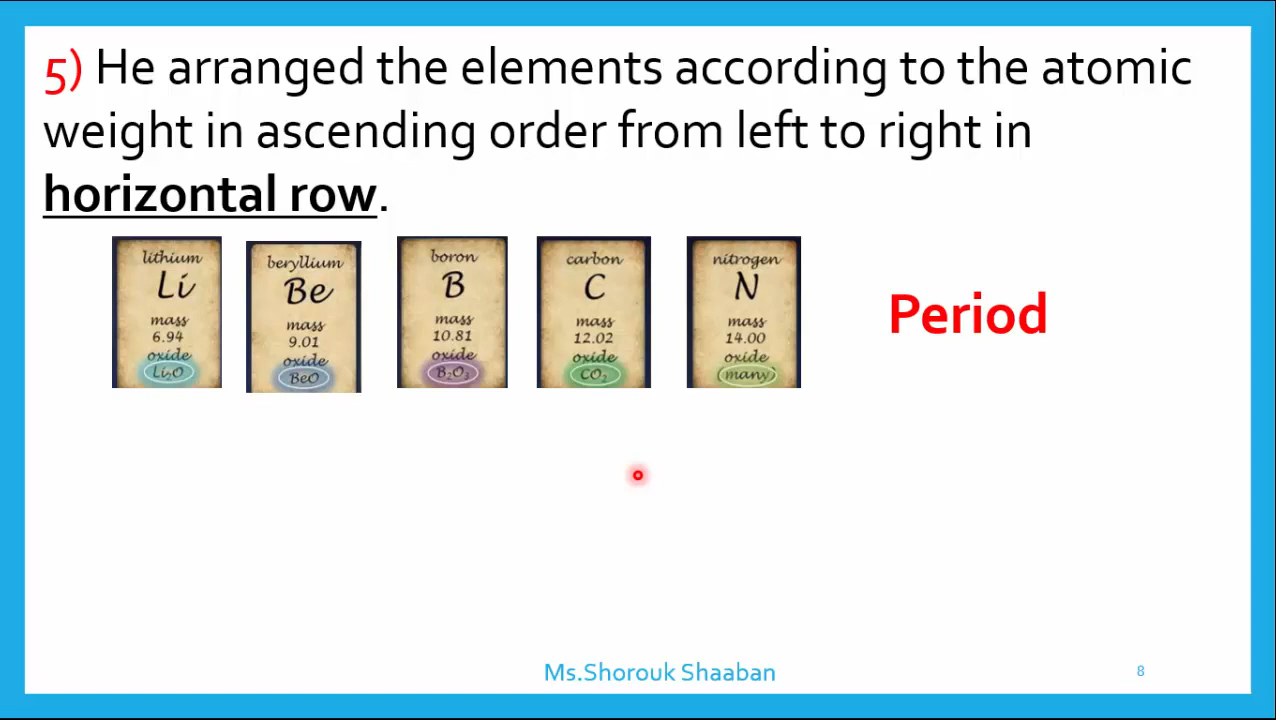 5) He arranged the elements according to the atomic
weight in ascending order from left to right in
horizontal row.
lithium
Li
mass
6.94
oxide
Li₂O
beryllium
Be
mass
9.01
oxide
BeO
boron
B
mass
10.81
oxide
B₂O₃
carbon
C
mass
12.02
oxide
CO₂
nitrogen
N
mass
14.00
oxide
many
Period
Ms.Shorouk Shaaban
8